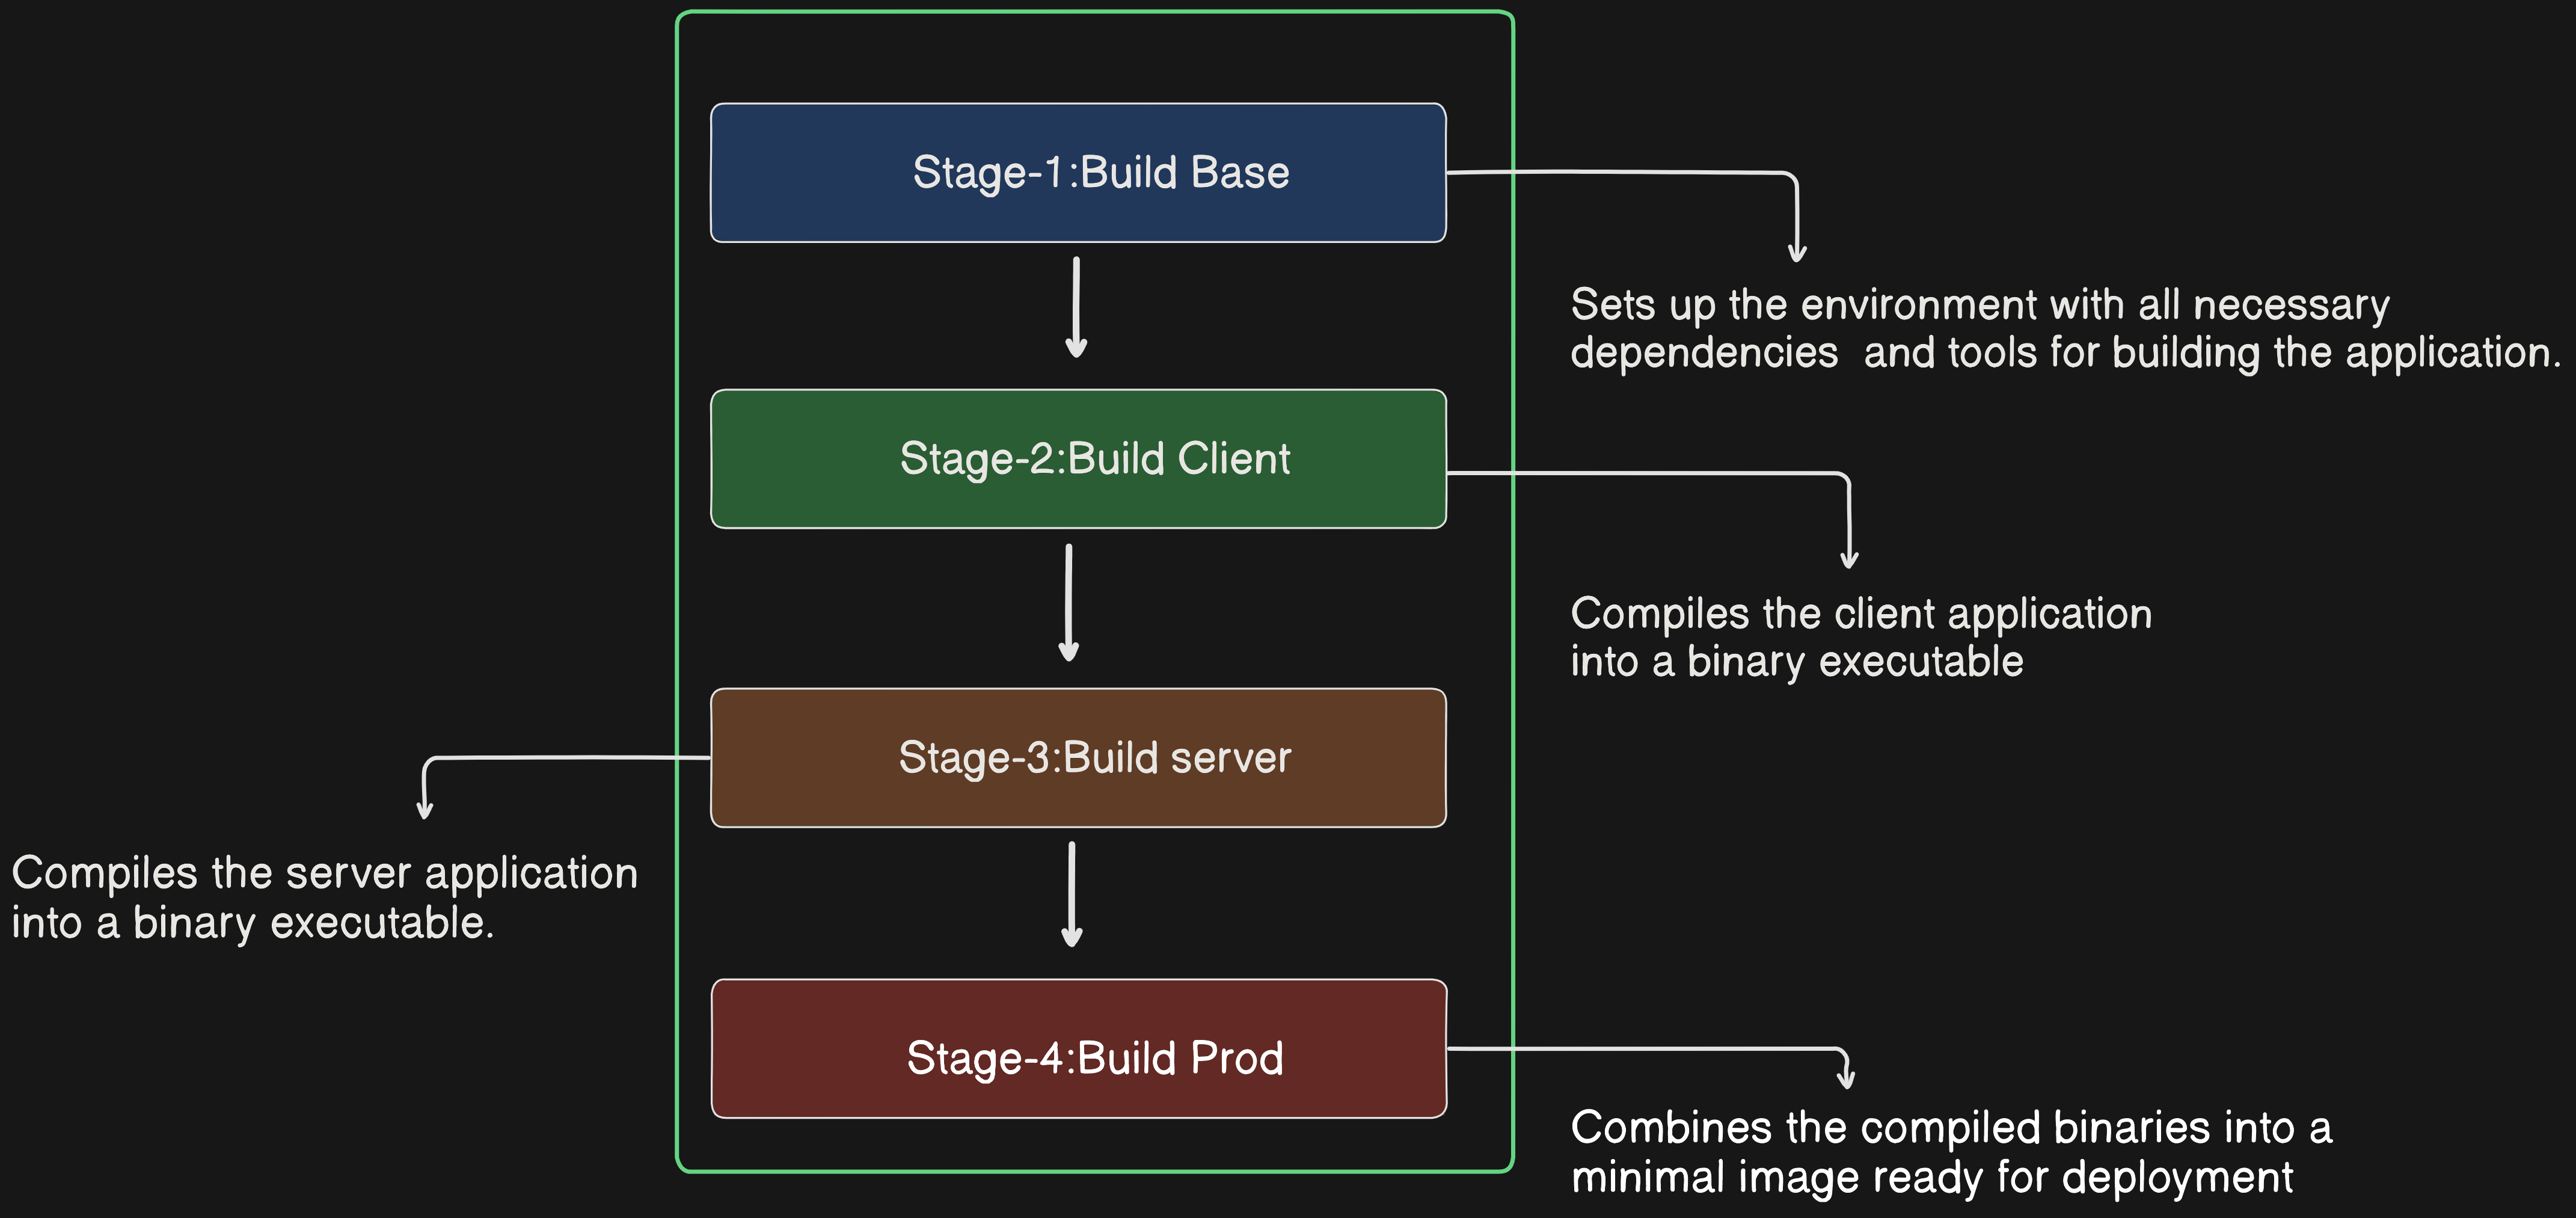 Stage-1:Build Base
Sets up the environment with all necessary
dependencies  and tools for building the application.
Stage-2:Build Client
Compiles the client application
into a binary executable
Stage-3:Build server
Compiles the server application
into a binary executable.
Stage-4:Build Prod
Combines the compiled binaries into a
minimal image ready for deployment